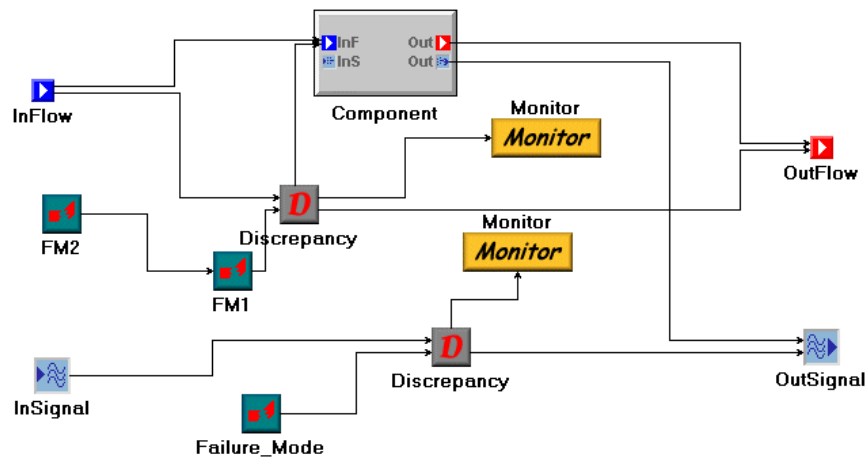 InF Out
InS Out
Component
InFlow
Monitor
Monitor
OutFlow
D
Discrepancy
FM2
FM1
Monitor
Monitor
D
Discrepancy
InSignal
OutSignal
Failure_Mode